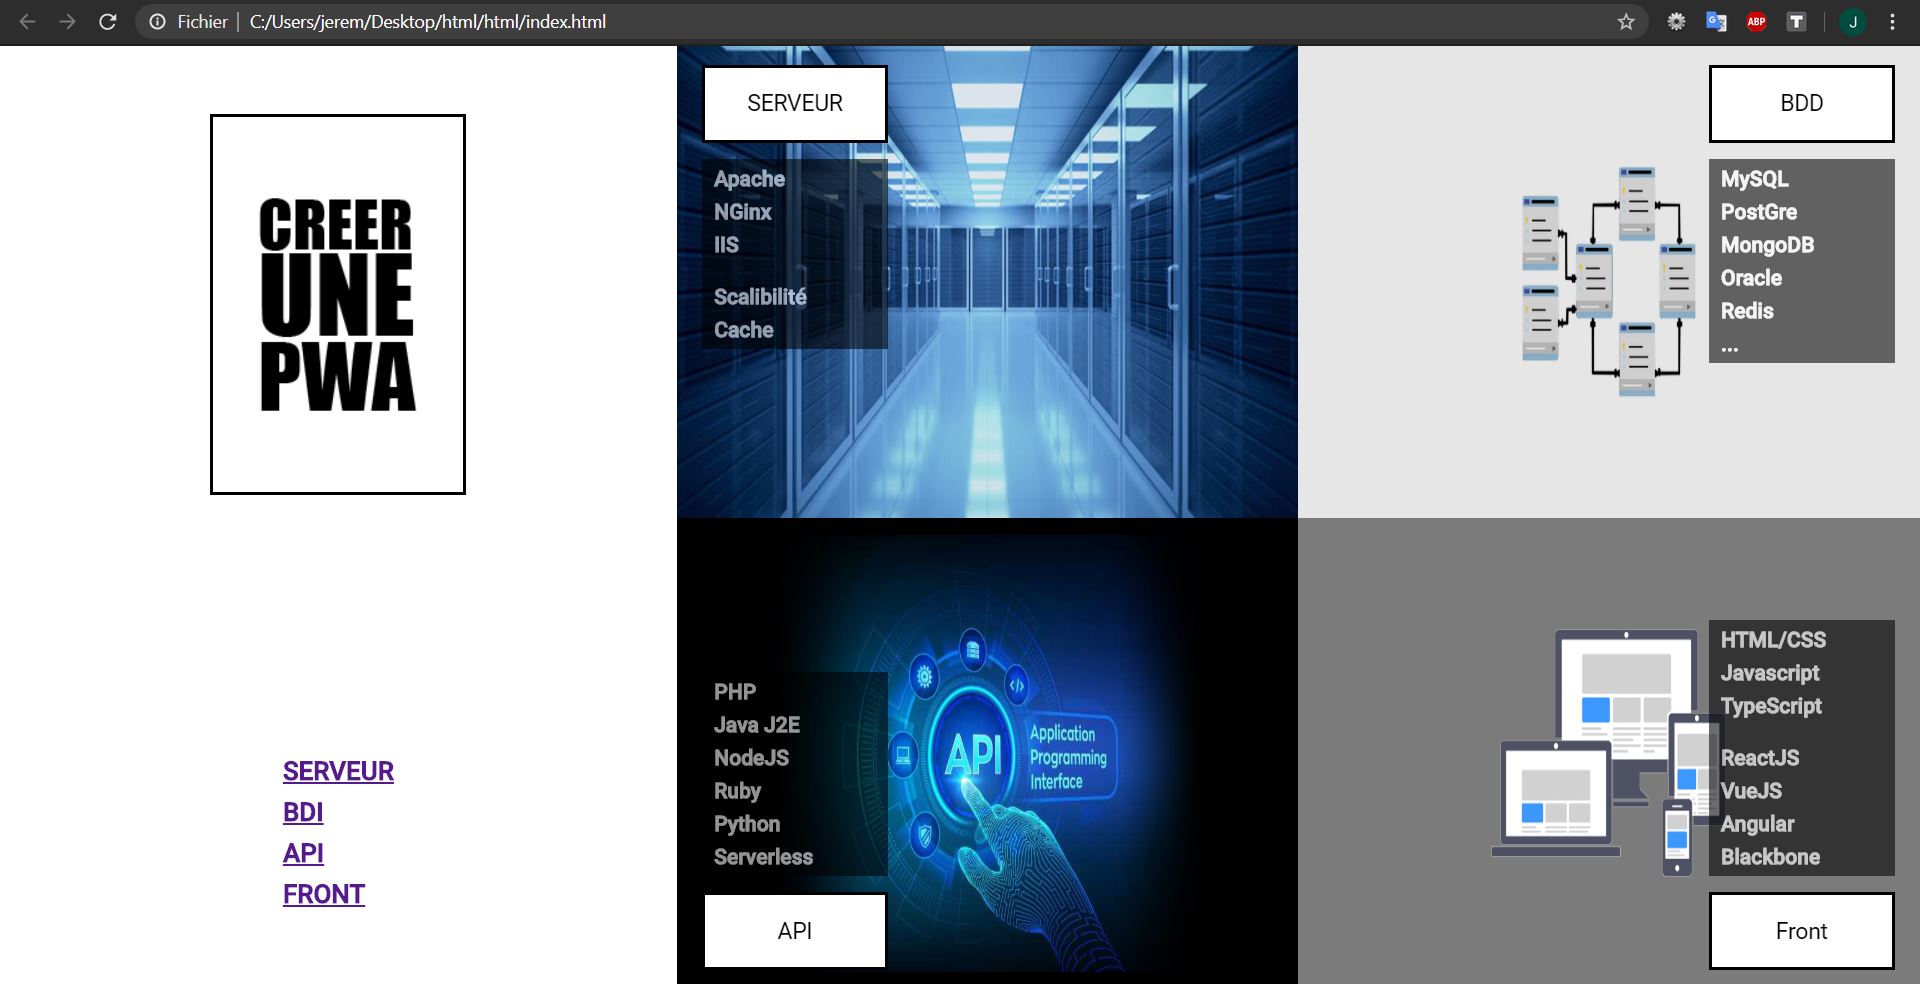 Fichier | C:/Users/jerem/Desktop/html/html/index.html
ABP
T
J
CREER
UNE
PWA
SERVEUR
BDI
API
FRONT
SERVEUR
Apache
NGinx
IIS
Scalibilité
Cache
BDD
MySQL
PostGre
MongoDB
Oracle
Redis
...
PHP
Java J2E
NodeJS
Ruby
Python
Serverless
API
API
Application
Programming
Interface
HTML/CSS
Javascript
TypeScript
ReactJS
VueJS
Angular
Blackbone
Front